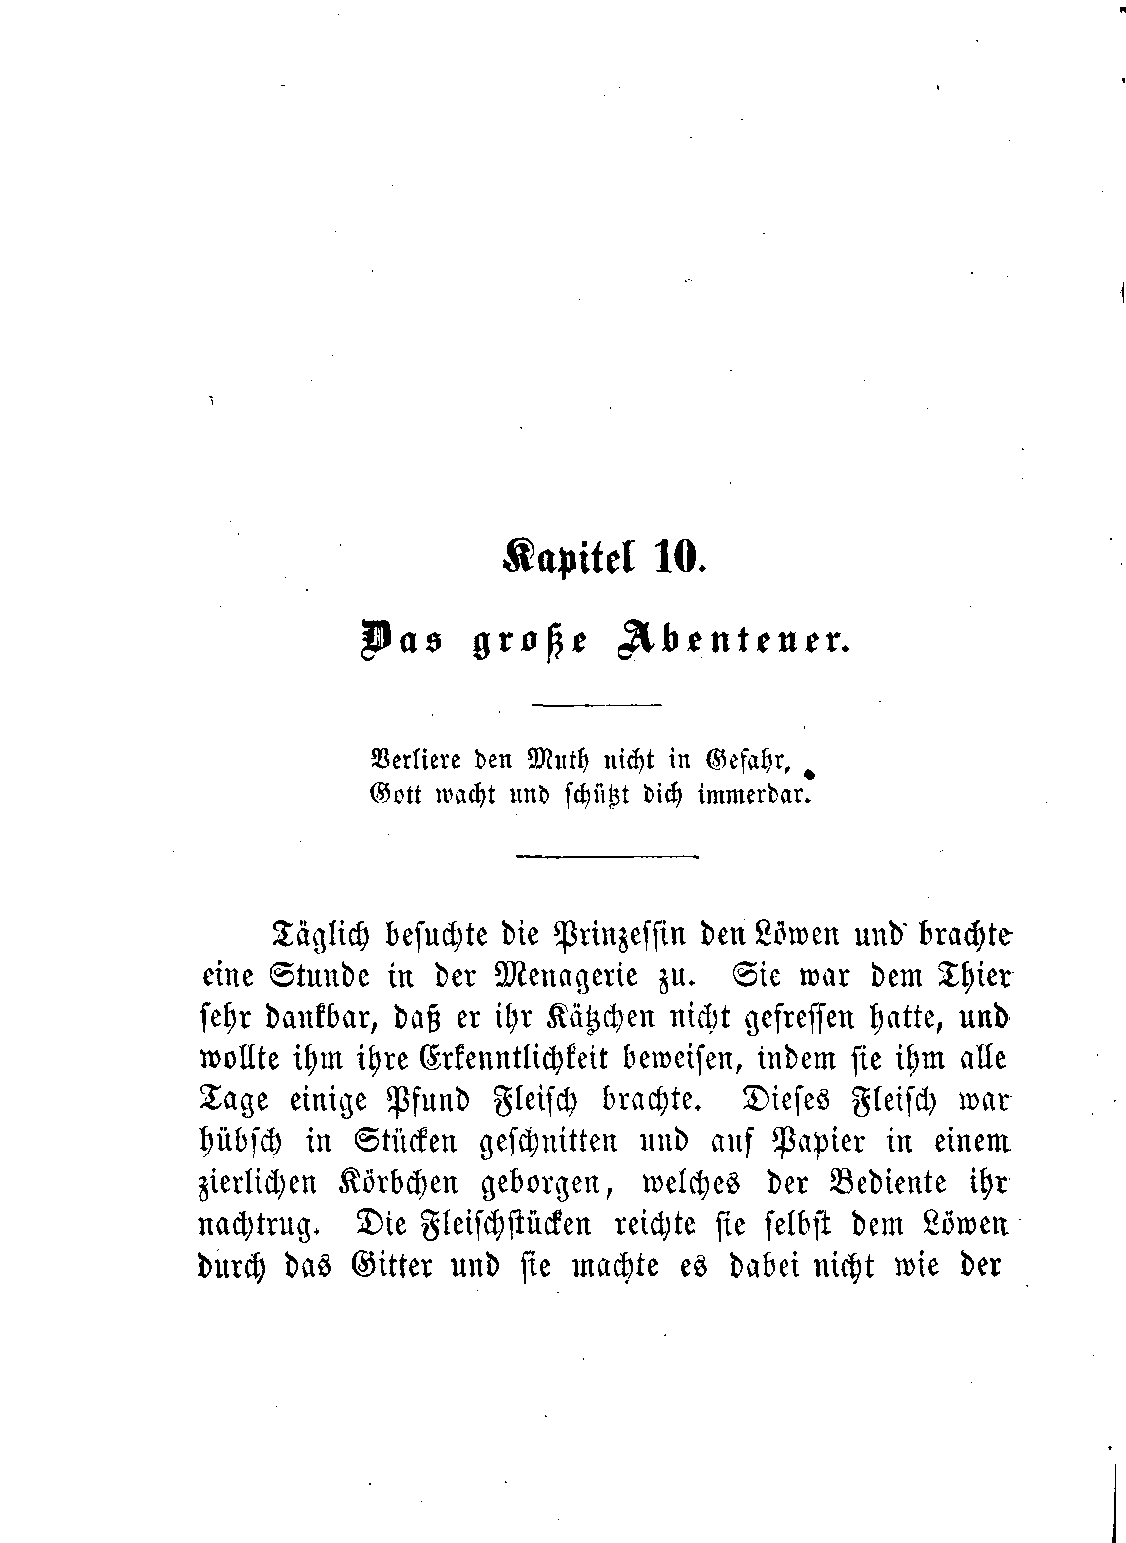 Kapitel 10.
Das große Abenteuer.
Verliere den Muth nicht in Gefahr,
Gott wacht und schützt dich immerdar.
Täglich besuchte die Prinzessin den Löwen und brachte
eine Stunde in der Menagerie zu. Sie war dem Thier
sehr dankbar, daß er ihr Kätzchen nicht gefressen hatte, und
wollte ihm ihre Erkenntlichkeit beweisen, indem sie ihm alle
Tage einige Pfund Fleisch brachte. Dieses Fleisch war
hübsch in Stücken geschnitten und auf Papier in einem
zierlichen Körbchen geborgen, welches der Bediente ihr
nachtrug. Die Fleischstücken reichte sie selbst dem Löwen
durch das Gitter und sie machte es dabei nicht wie der